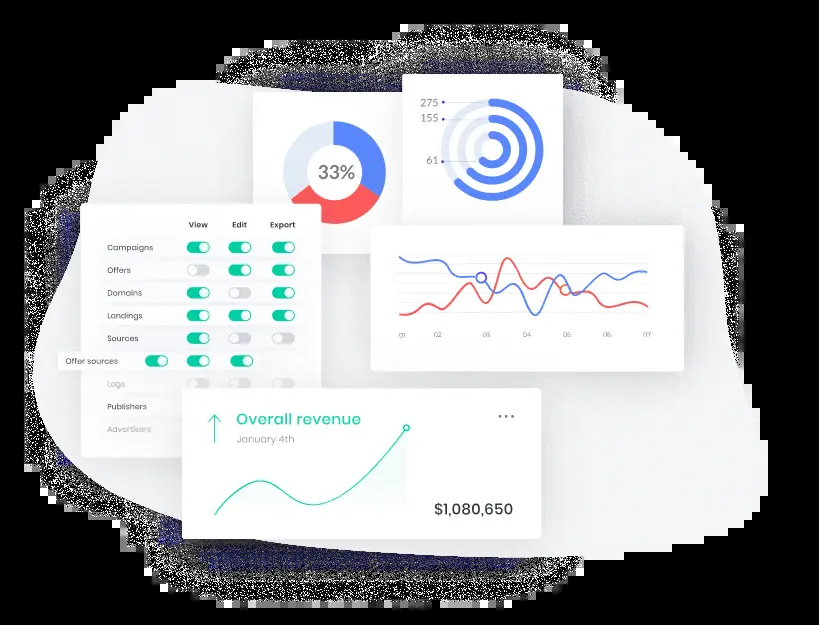 275
155
61
33%
View Edit Export
Campaigns
Offers
Domains
Landings
Sources
Offer sources
Logs
Publishers
Advertisers
01 02 03 04 05 06 07
Overall revenue
January 4th
$1,080,650